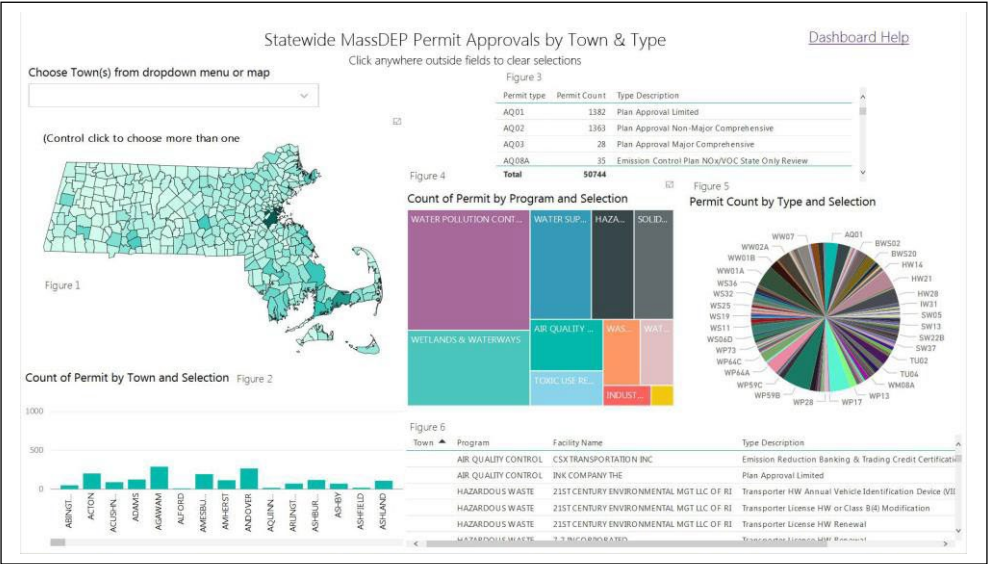 Statewide MassDEP Permit Approvals by Town & Type
Dashboard Help
Click anywhere outside fields to clear selections
Choose Town(s) from dropdown menu or map
(Control click to choose more than one
Figure 1
Count of Permit by Town and Selection Figure 2
1000
500
0
ABINGT...
ACTON
ACUSHN...
ADAMS
AGAWAM
ALFORD
AMESBU...
AMHERST
ANDOVER
AQUINN...
ARLINGT...
ASHBUR...
ASHBY
ASHFIELD
ASHLAND
Figure 3
Permit type Permit Count Type Description
AQ01 1382 Plan Approval Limited
AQ02 1363 Plan Approval Non-Major Comprehensive
AQ03 28 Plan Approval Major Comprehensive
AQ08A 35 Emission Control Plan NOx/VOC State Only Review
Total 50744
Figure 4
Count of Permit by Program and Selection
WATER POLLUTION CONT...
WATER SUP...
HAZA...
SOLID...
WETLANDS & WATERWAYS
AIR QUALITY ...
WAS...
WAT...
TOXIC USE RE...
INDUST...
Figure 5
Permit Count by Type and Selection
AQ01
BWS02
BWS20
HW14
HW21
HW28
IW31
SW05
SW13
SW22B
SW37
TU02
TU04
WM08A
WP13
WP17
WP28
WP59B
WP59C
WP64A
WP64C
WP73
WS06D
WS11
WS19
WS25
WS32
WS36
WW01A
WW01B
WW02A
WW07
Figure 6
Town Program Facility Name Type Description
AIR QUALITY CONTROL CSX TRANSPORTATION INC Emission Reduction Banking & Trading Credit Certificati
AIR QUALITY CONTROL INK COMPANY THE Plan Approval Limited
HAZARDOUS WASTE 21ST CENTURY ENVIRONMENTAL MGT LLC OF RI Transporter HW Annual Vehicle Identification Device (VII
HAZARDOUS WASTE 21ST CENTURY ENVIRONMENTAL MGT LLC OF RI Transporter License HW or Class B(4) Modification
HAZARDOUS WASTE 21ST CENTURY ENVIRONMENTAL MGT LLC OF RI Transporter License HW Renewal
HAZARDOUS WASTE Transporter License HW Renewal